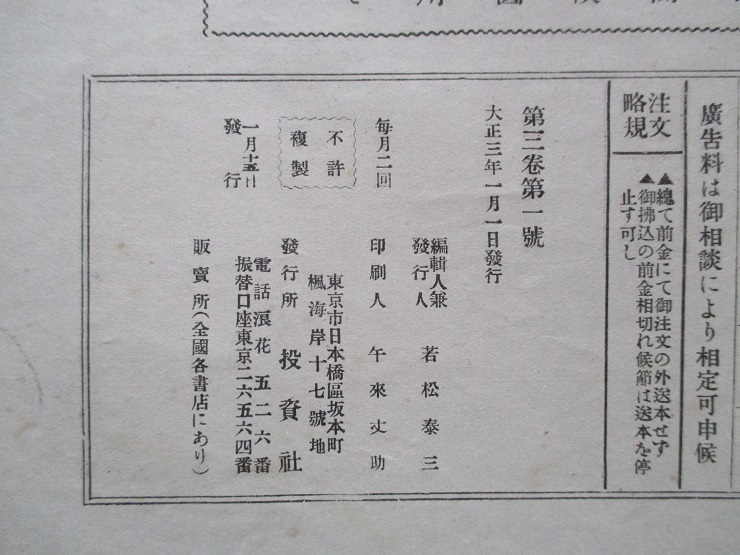 廣告料は御相談により相定可申候
注文
略規
▲總て前金にて御注文の外送本せず
▲御拂込の前金相切れ候節は送本を停
止す可し
第三卷第一號
大正三年一月一日發行
編輯人兼
發行人 若松泰三
印刷人 午來丈助
東京市日本橋區坂本町
楓海岸十七號地
發行所 投資社
電話浪花五二六番
振替口座東京二六五六四番
販賣所(全國各書店にあり)
每月二回
不許
複製
一月十五日
發行